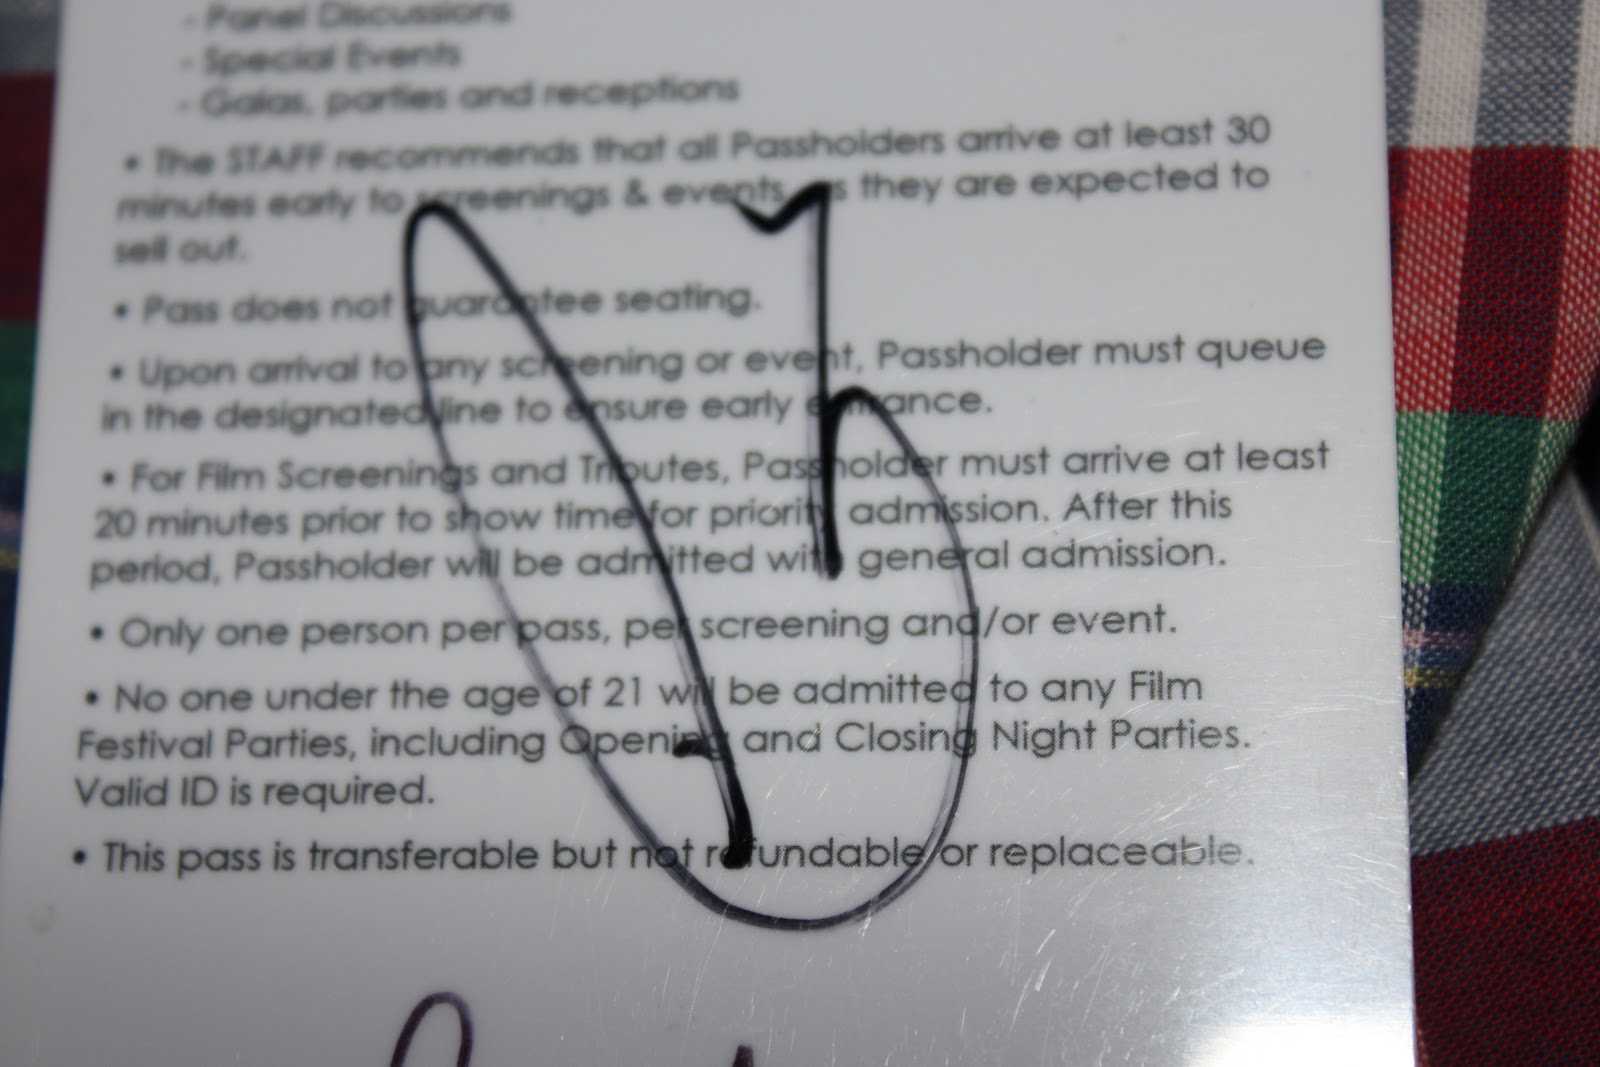 - Panel Discussions
- Special Events
- Galas, parties and receptions
• The STAFF recommends that all Passholders arrive at least 30
minutes early to screenings & events, as they are expected to
sell out.
• Pass does not guarantee seating.
• Upon arrival to any screening or event, Passholder must queue
in the designated line to ensure early entrance.
• For Film Screenings and Tributes, Passholder must arrive at least
20 minutes prior to show time for priority admission. After this
period, Passholder will be admitted with general admission.
• Only one person per pass, per screening and/or event.
• No one under the age of 21 will be admitted to any Film
Festival Parties, including Opening and Closing Night Parties.
Valid ID is required.
• This pass is transferable but not refundable or replaceable.